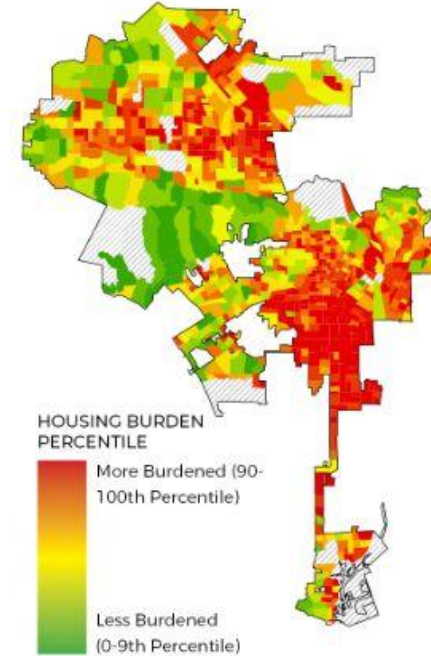 HOUSING BURDEN
PERCENTILE
More Burdened (90-
100th Percentile)
Less Burdened
(0-9th Percentile)